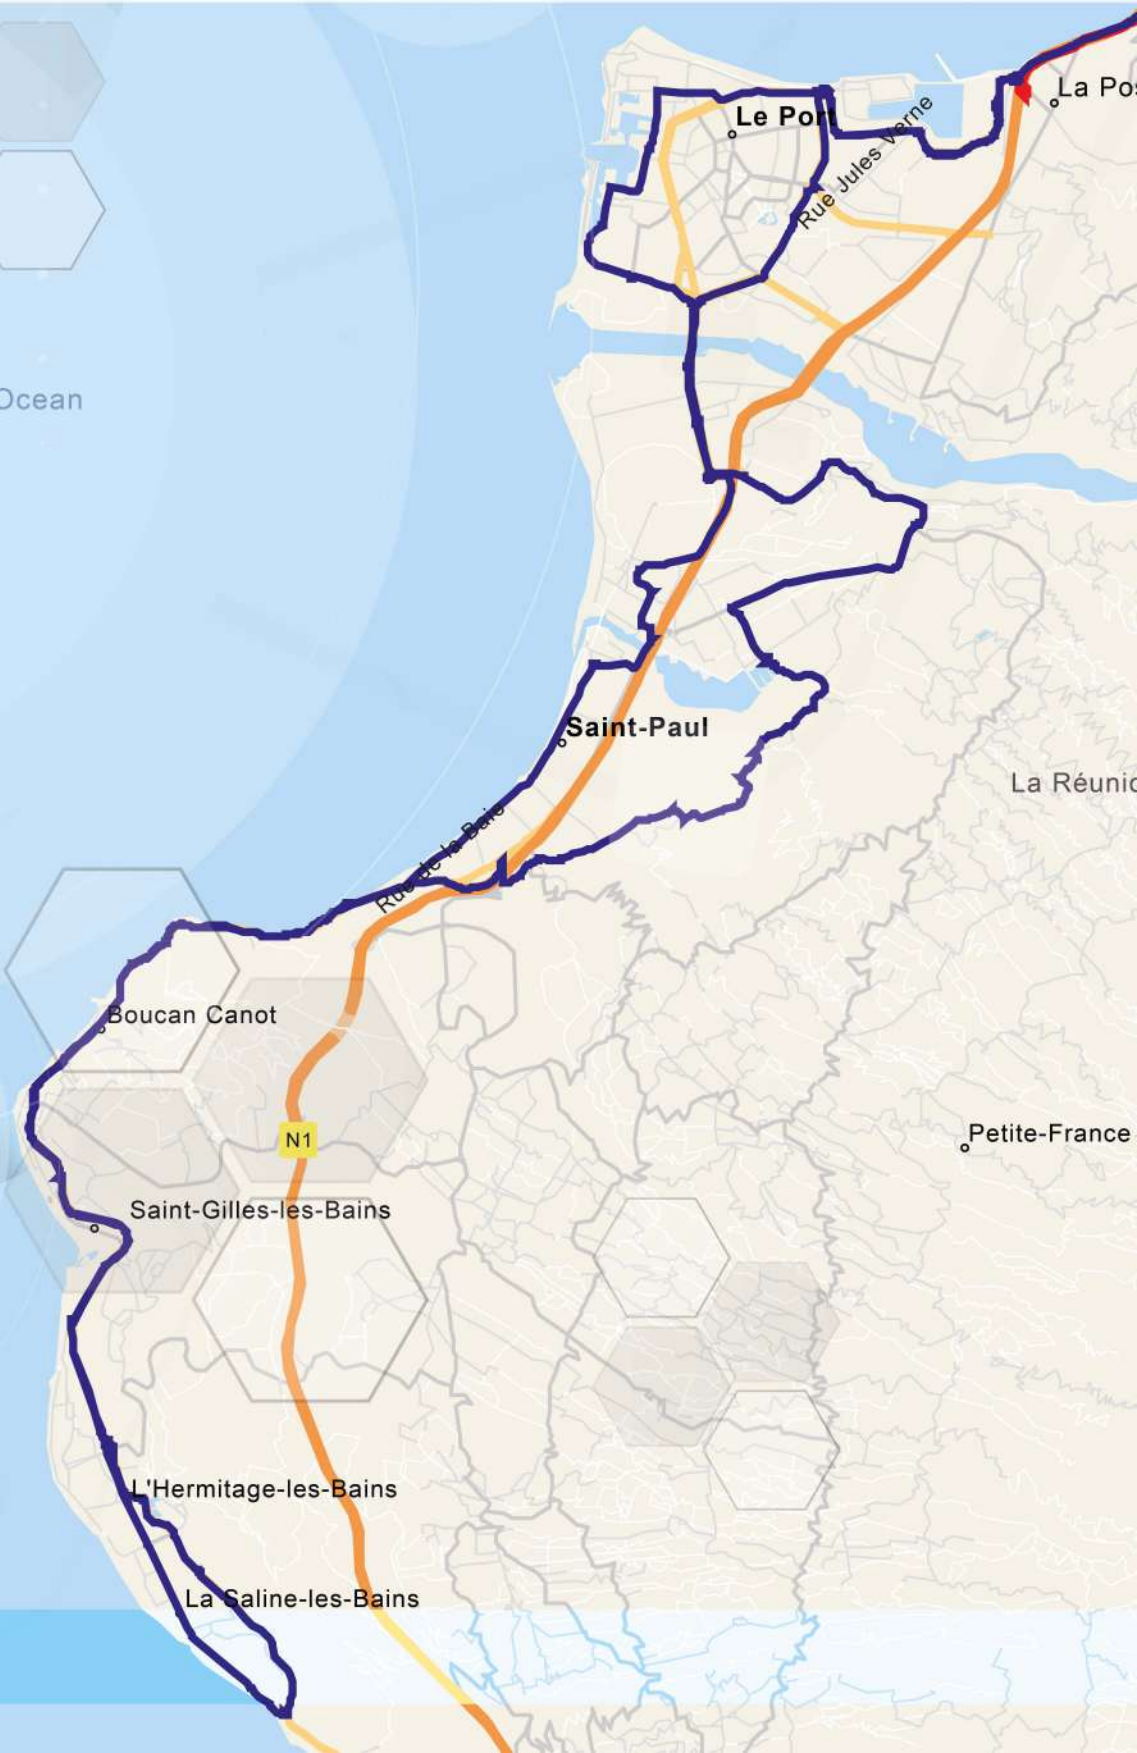 La Pos
Le Port
Rue Jules Verne
Ocean
Saint-Paul
La Réunio
Rue de la Baie
Boucan Canot
N1
Petite-France
Saint-Gilles-les-Bains
L'Hermitage-les-Bains
La Saline-les-Bains